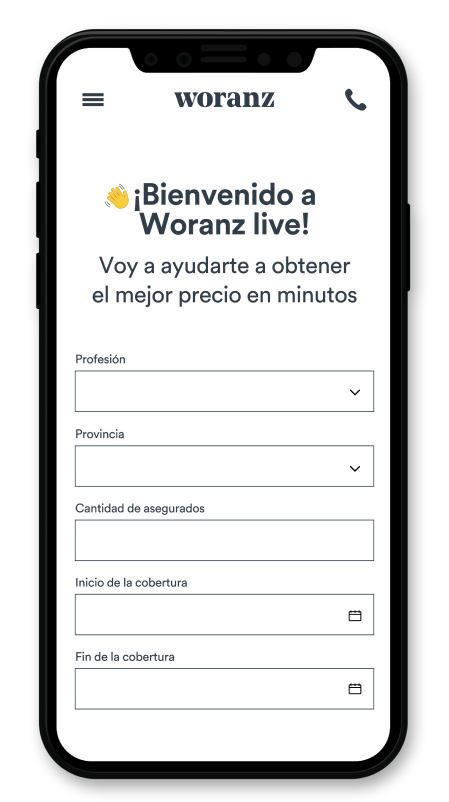 woranz
👋¡Bienvenido a
Woranz live!
Voy a ayudarte a obtener
el mejor precio en minutos
Profesión
Provincia
Cantidad de asegurados
Inicio de la cobertura
Fin de la cobertura